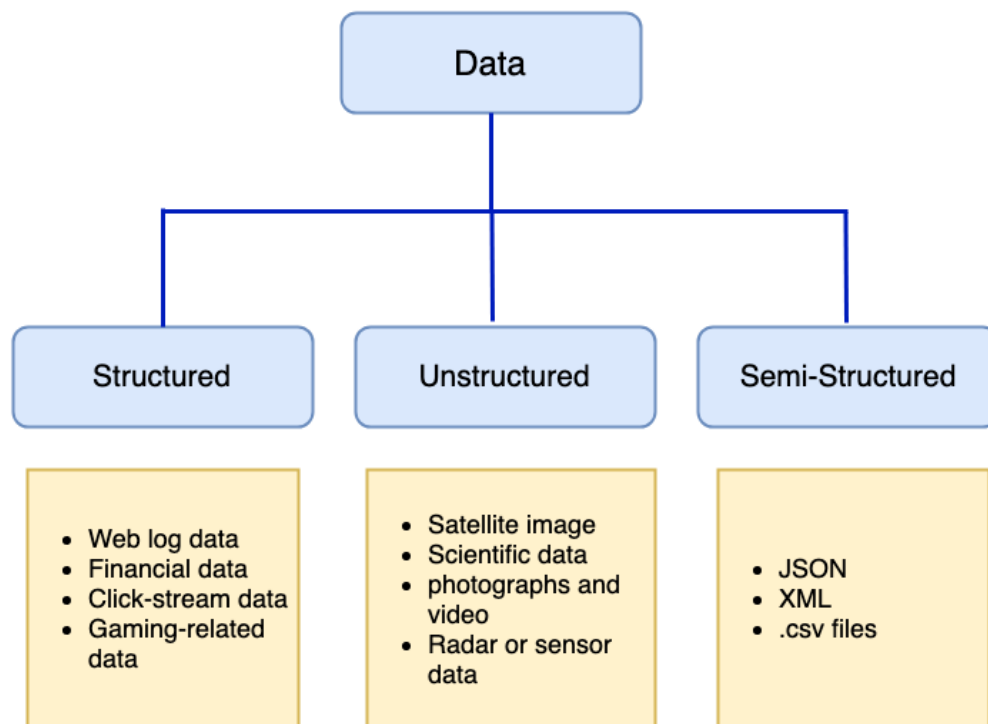 Data
Structured
Unstructured
Semi-Structured
• Web log data
• Financial data
• Click-stream data
• Gaming-related
data
• Satellite image
• Scientific data
• photographs and
video
• Radar or sensor
data
• JSON
• XML
• .csv files